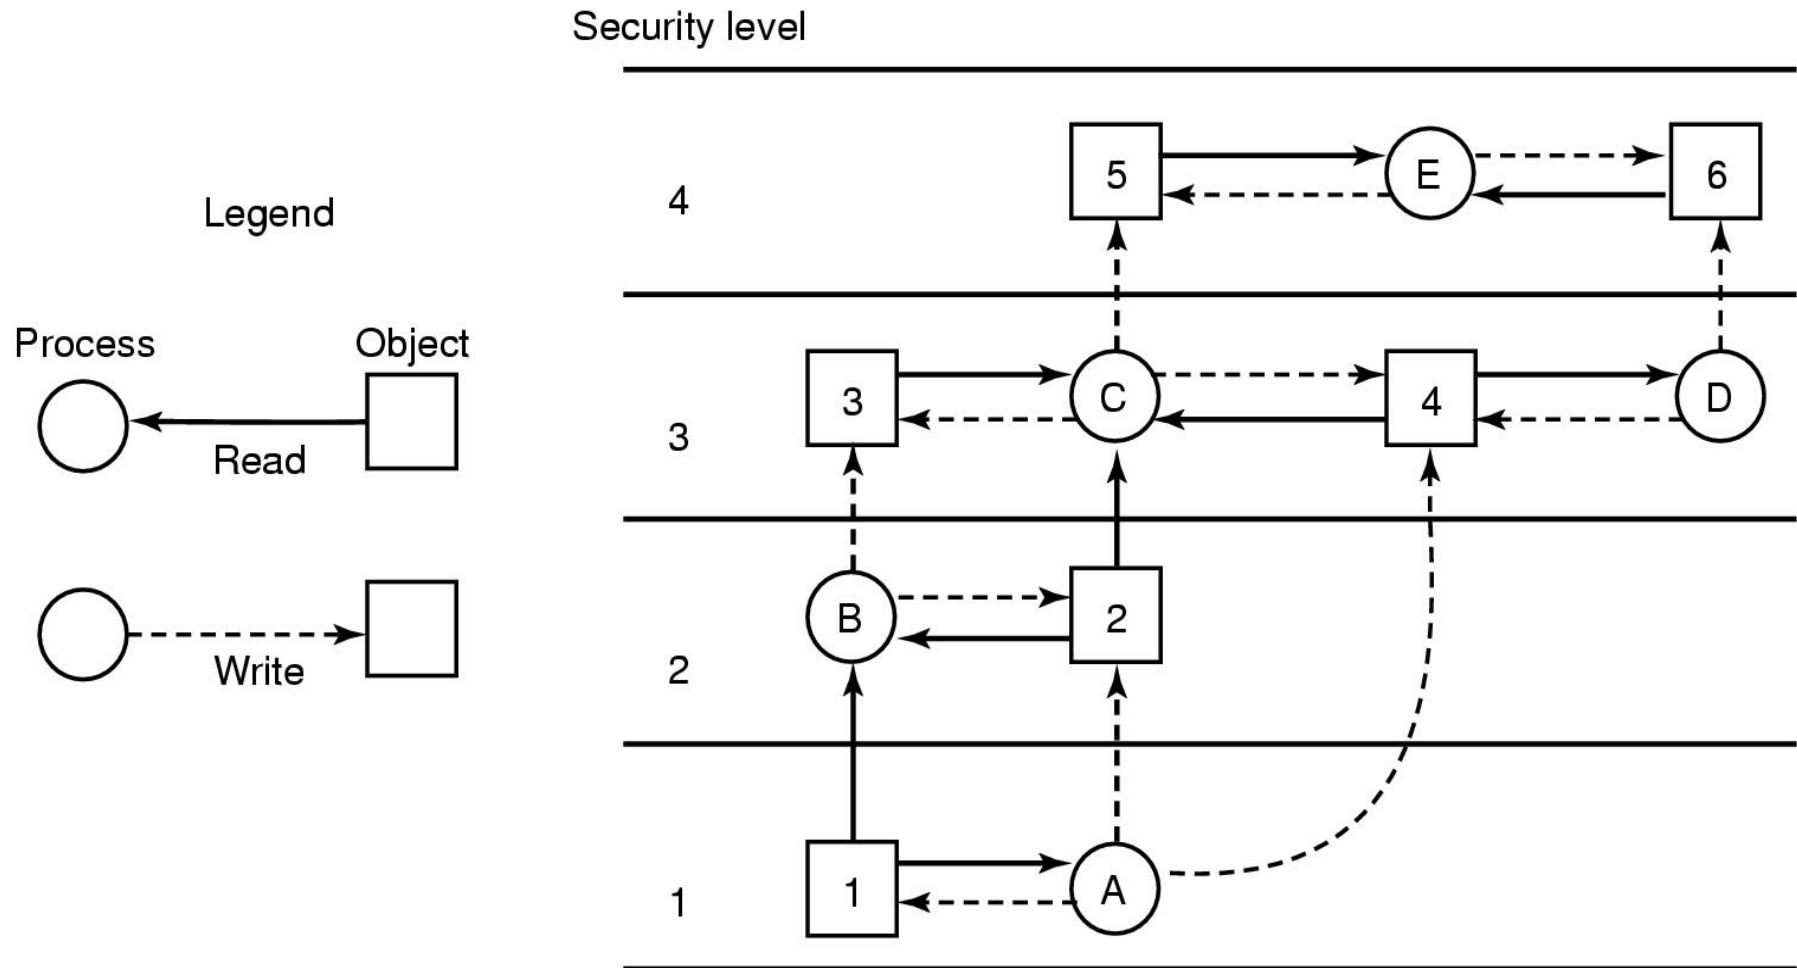 Security level
5
E
6
4
Legend
Process
Object
3
C
4
D
Read
3
B
2
Write
2
1
A
1